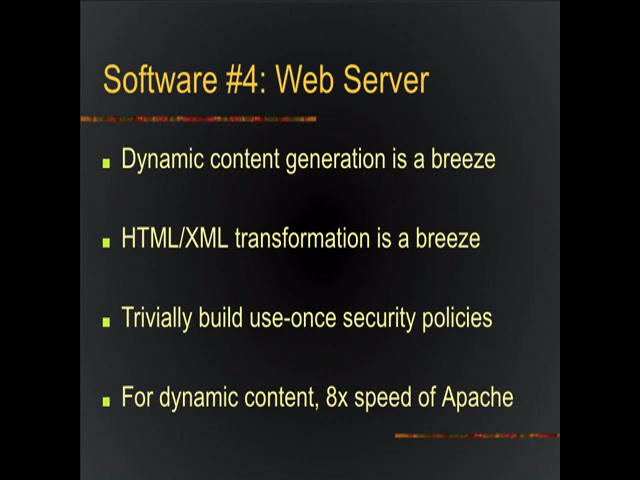 Software #4: Web Server
Dynamic content generation is a breeze
HTML/XML transformation is a breeze
Trivially build use-once security policies
For dynamic content, 8x speed of Apache